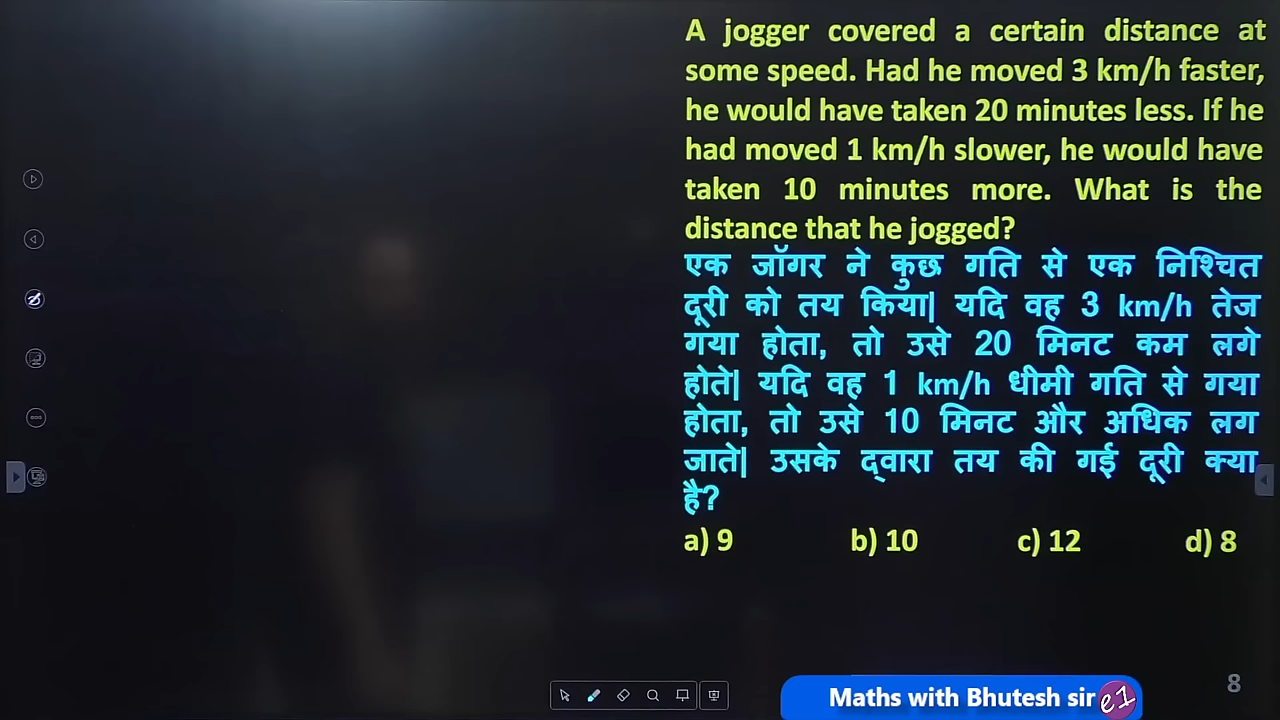 A jogger covered a certain distance at
some speed. Had he moved 3 km/h faster,
he would have taken 20 minutes less. If he
had moved 1 km/h slower, he would have
taken 10 minutes more. What is the
distance that he jogged?
एक जॉगर ने कुछ गति से एक निश्चित
दूरी को तय किया| यदि वह 3 km/h तेज
गया होता, तो उसे 20 मिनट कम लगे
होते| यदि वह 1 km/h धीमी गति से गया
होता, तो उसे 10 मिनट और अधिक लग
जाते| उसके द्वारा तय की गई दूरी क्या
है?
a) 9 b) 10 c) 12 d) 8
8
Maths with Bhutesh sir e1